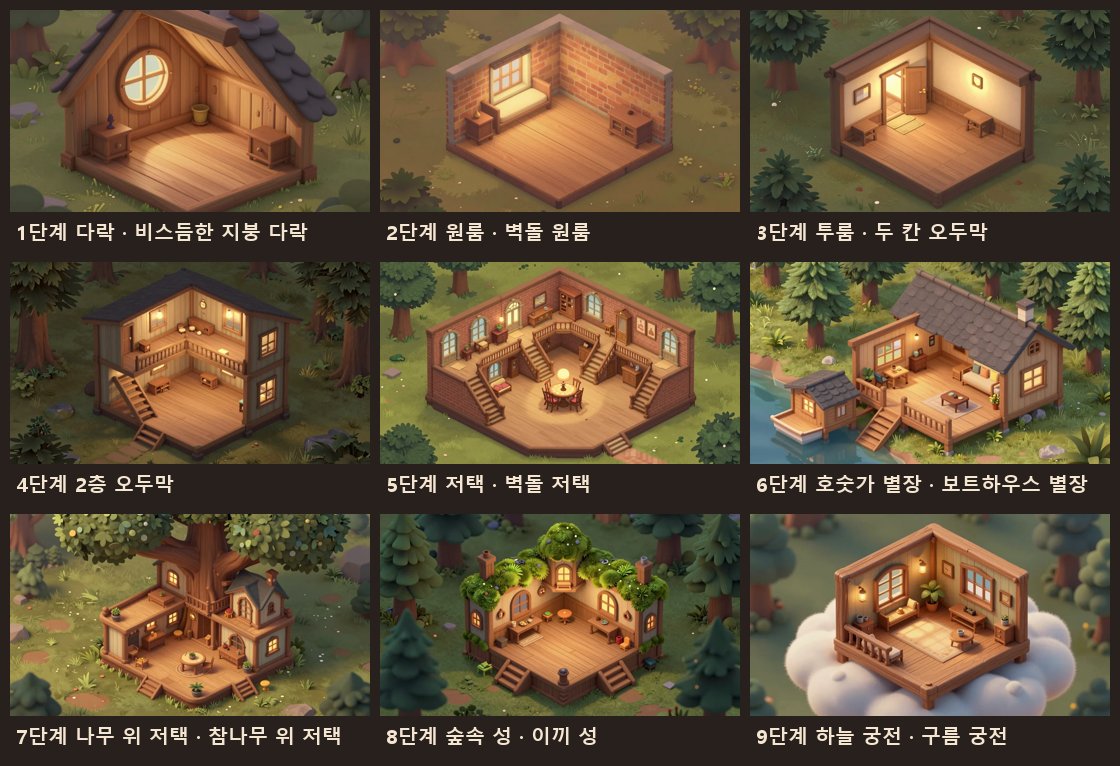 1단계 다락 · 비스듬한 지붕 다락
2단계 원룸 · 벽돌 원룸
3단계 투룸 · 두 칸 오두막
4단계 2층 오두막
5단계 저택 · 벽돌 저택
6단계 호숫가 별장 · 보트하우스 별장
7단계 나무 위 저택 · 참나무 위 저택
8단계 숲속 성 · 이끼 성
9단계 하늘 궁전 · 구름 궁전